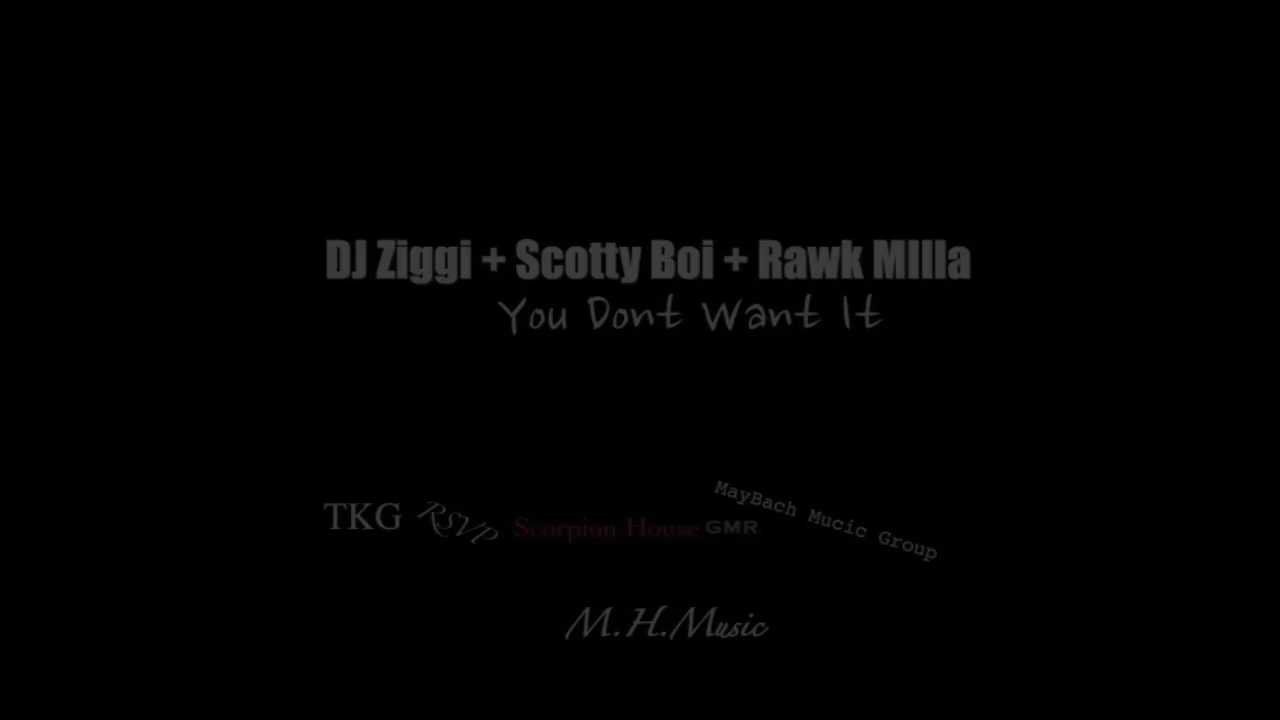 DJ Ziggi + Scotty Boi + Rawk MIlla
You Dont Want It
MayBach Mucic Group
TKG RSVP Scorpion House GMR
M.H.Music